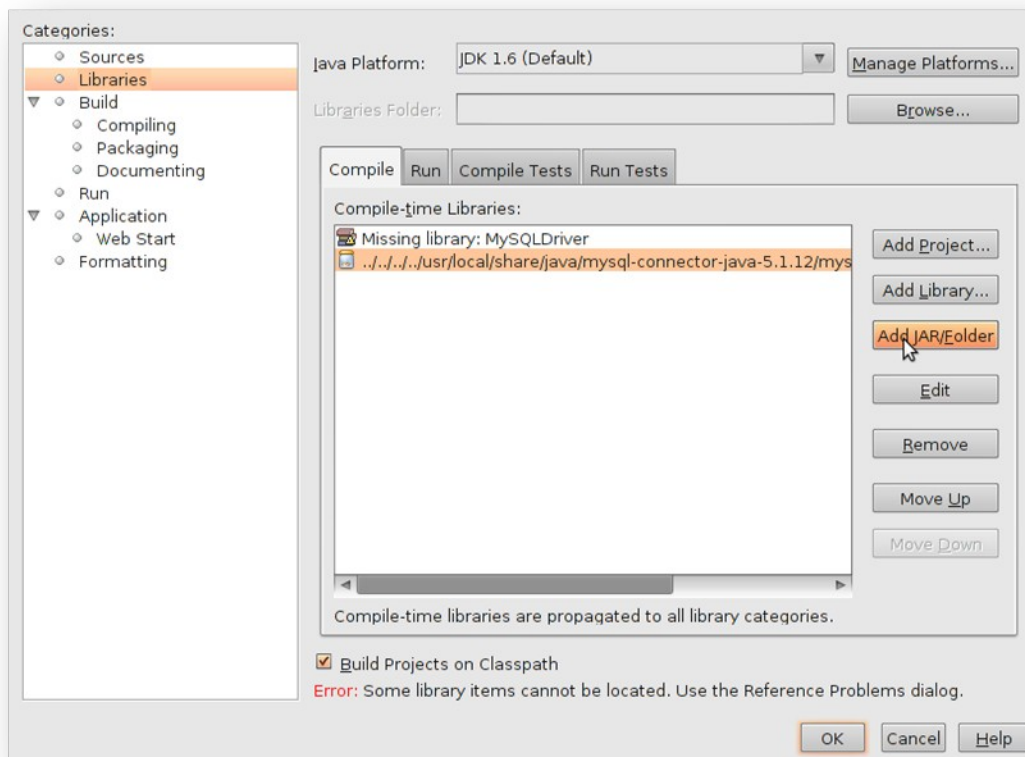 Categories:
Sources
Libraries
Build
Compiling
Packaging
Documenting
Run
Application
Web Start
Formatting
Java Platform:
JDK 1.6 (Default)
Manage Platforms...
Libraries Folder:
Browse...
Compile
Run
Compile Tests
Run Tests
Compile-time Libraries:
Missing library: MySQLDriver
../../../../usr/local/share/java/mysql-connector-java-5.1.12/mys
Add Project...
Add Library...
Add JAR/Folder
Edit
Remove
Move Up
Move Down
Compile-time libraries are propagated to all library categories.
Build Projects on Classpath
Error: Some library items cannot be located. Use the Reference Problems dialog.
OK
Cancel
Help